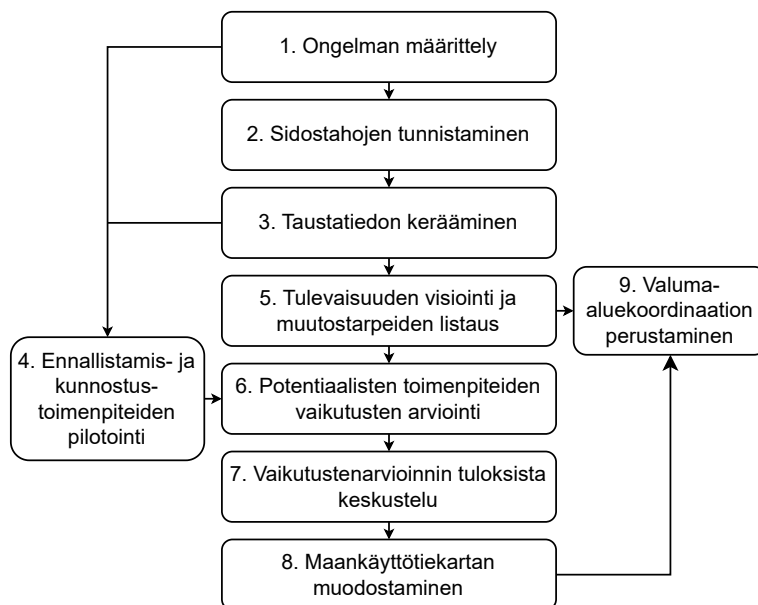 1. Ongelman määrittely
2. Sidostahojen tunnistaminen
3. Taustatiedon kerääminen
4. Ennallistamis- ja
kunnostus-
toimenpiteiden
pilotointi
5. Tulevaisuuden visiointi ja
muutostarpeiden listaus
6. Potentiaalisten toimenpiteiden
vaikutusten arviointi
7. Vaikutustenarvioinnin tuloksista
keskustelu
8. Maankäyttötiekartan
muodostaminen
9. Valuma-
aluekoordinaation
perustaminen